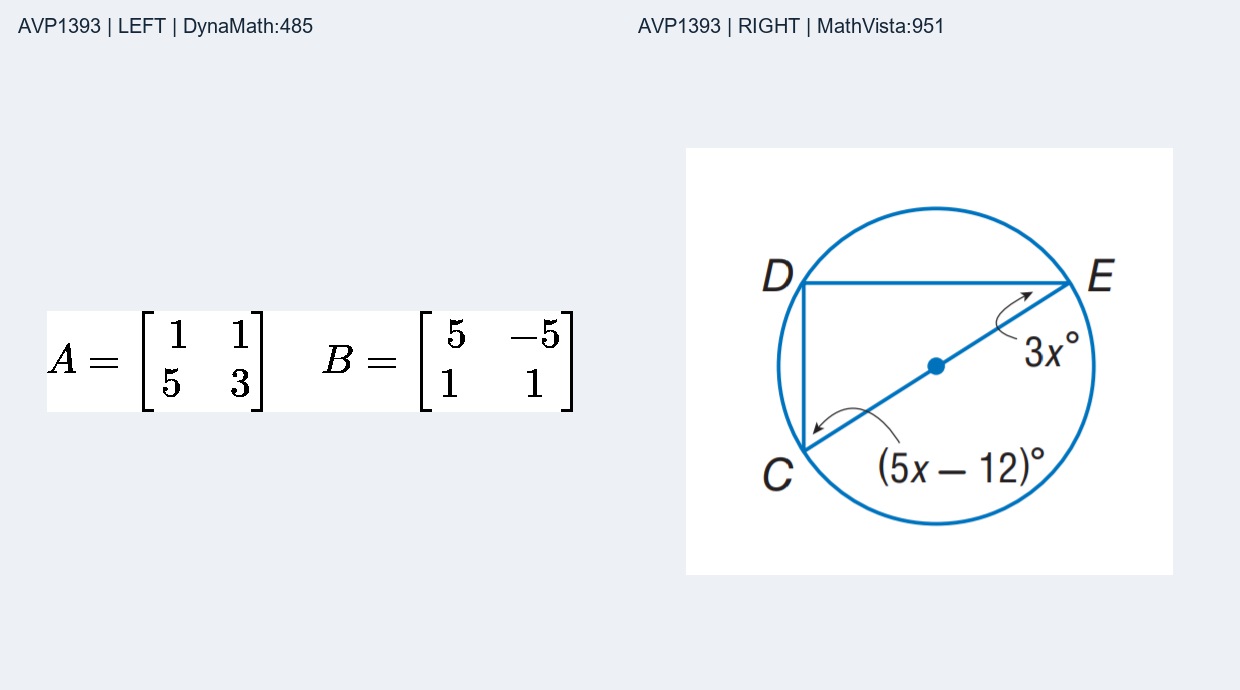 AVP1393 | LEFT | DynaMath:485
A = [1 1; 5 3] B = [5 −5; 1 1]
AVP1393 | RIGHT | MathVista:951
D
E
3x°
C
(5x – 12)°